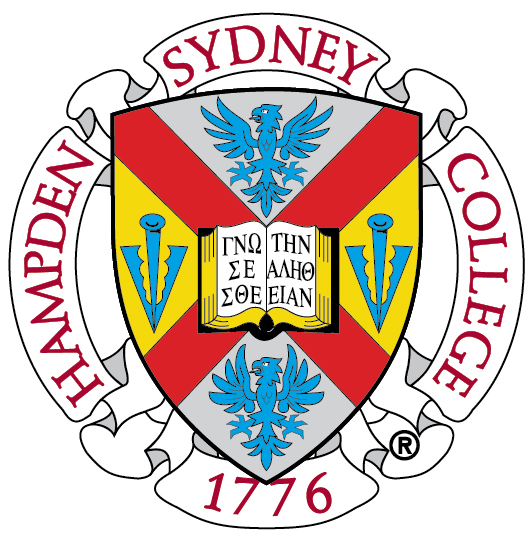 HAMPDEN SYDNEY COLLEGE
ΓΝΩ ΤΗΝ
ΣΕ ΑΛΗΘ
ΣΘΕ ΕΙΑΝ
®
1776